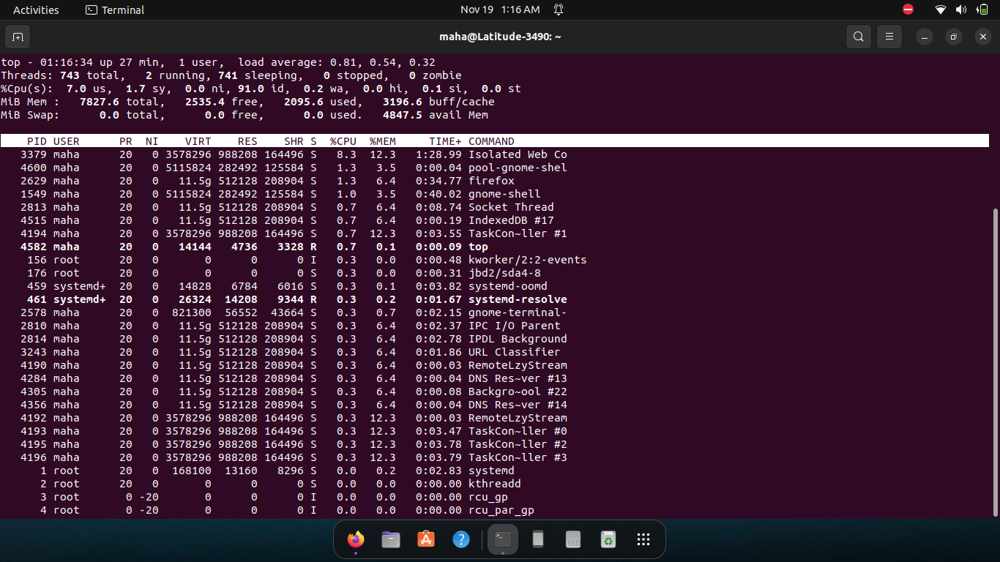 Activities Terminal Nov 19 1:16 AM
maha@Latitude-3490: ~
top - 01:16:34 up 27 min,  1 user,  load average: 0.81, 0.54, 0.32
Threads: 743 total,   2 running, 741 sleeping,   0 stopped,   0 zombie
%Cpu(s):  7.0 us,  1.7 sy,  0.0 ni, 91.0 id,  0.2 wa,  0.0 hi,  0.1 si,  0.0 st
MiB Mem :   7827.6 total,   2535.4 free,   2095.6 used,   3196.6 buff/cache
MiB Swap:      0.0 total,      0.0 free,      0.0 used.   4847.5 avail Mem
PID USER PR NI VIRT RES SHR S %CPU %MEM TIME+ COMMAND
3379 maha 20 0 3578296 988208 164496 S 8.3 12.3 1:28.99 Isolated Web Co
4600 maha 20 0 5115824 282492 125584 S 1.3 3.5 0:00.04 pool-gnome-shel
2629 maha 20 0 11.5g 512128 208904 S 1.3 6.4 0:34.77 firefox
1549 maha 20 0 5115824 282492 125584 S 1.0 3.5 0:40.02 gnome-shell
2813 maha 20 0 11.5g 512128 208904 S 0.7 6.4 0:08.74 Socket Thread
4515 maha 20 0 11.5g 512128 208904 S 0.7 6.4 0:00.19 IndexedDB #17
4194 maha 20 0 3578296 988208 164496 S 0.7 12.3 0:03.55 TaskCon~ller #1
4582 maha 20 0 14144 4736 3328 R 0.7 0.1 0:00.09 top
156 root 20 0 0 0 0 I 0.3 0.0 0:00.48 kworker/2:2-events
176 root 20 0 0 0 0 S 0.3 0.0 0:00.31 jbd2/sda4-8
459 systemd+ 20 0 14828 6784 6016 S 0.3 0.1 0:03.82 systemd-oomd
461 systemd+ 20 0 26324 14208 9344 R 0.3 0.2 0:01.67 systemd-resolve
2578 maha 20 0 821300 56552 43664 S 0.3 0.7 0:02.15 gnome-terminal-
2810 maha 20 0 11.5g 512128 208904 S 0.3 6.4 0:02.37 IPC I/O Parent
2814 maha 20 0 11.5g 512128 208904 S 0.3 6.4 0:02.78 IPDL Background
3243 maha 20 0 11.5g 512128 208904 S 0.3 6.4 0:01.86 URL Classifier
4190 maha 20 0 11.5g 512128 208904 S 0.3 6.4 0:00.03 RemoteLzyStream
4284 maha 20 0 11.5g 512128 208904 S 0.3 6.4 0:00.04 DNS Res~ver #13
4305 maha 20 0 11.5g 512128 208904 S 0.3 6.4 0:00.08 Backgro~ool #22
4356 maha 20 0 11.5g 512128 208904 S 0.3 6.4 0:00.04 DNS Res~ver #14
4192 maha 20 0 3578296 988208 164496 S 0.3 12.3 0:00.03 RemoteLzyStream
4193 maha 20 0 3578296 988208 164496 S 0.3 12.3 0:03.47 TaskCon~ller #0
4195 maha 20 0 3578296 988208 164496 S 0.3 12.3 0:03.78 TaskCon~ller #2
4196 maha 20 0 3578296 988208 164496 S 0.3 12.3 0:03.79 TaskCon~ller #3
1 root 20 0 168100 13160 8296 S 0.0 0.2 0:02.83 systemd
2 root 20 0 0 0 0 S 0.0 0.0 0:00.00 kthreadd
3 root 0 -20 0 0 0 I 0.0 0.0 0:00.00 rcu_gp
4 root 0 -20 0 0 0 I 0.0 0.0 0:00.00 rcu_par_gp
SSD